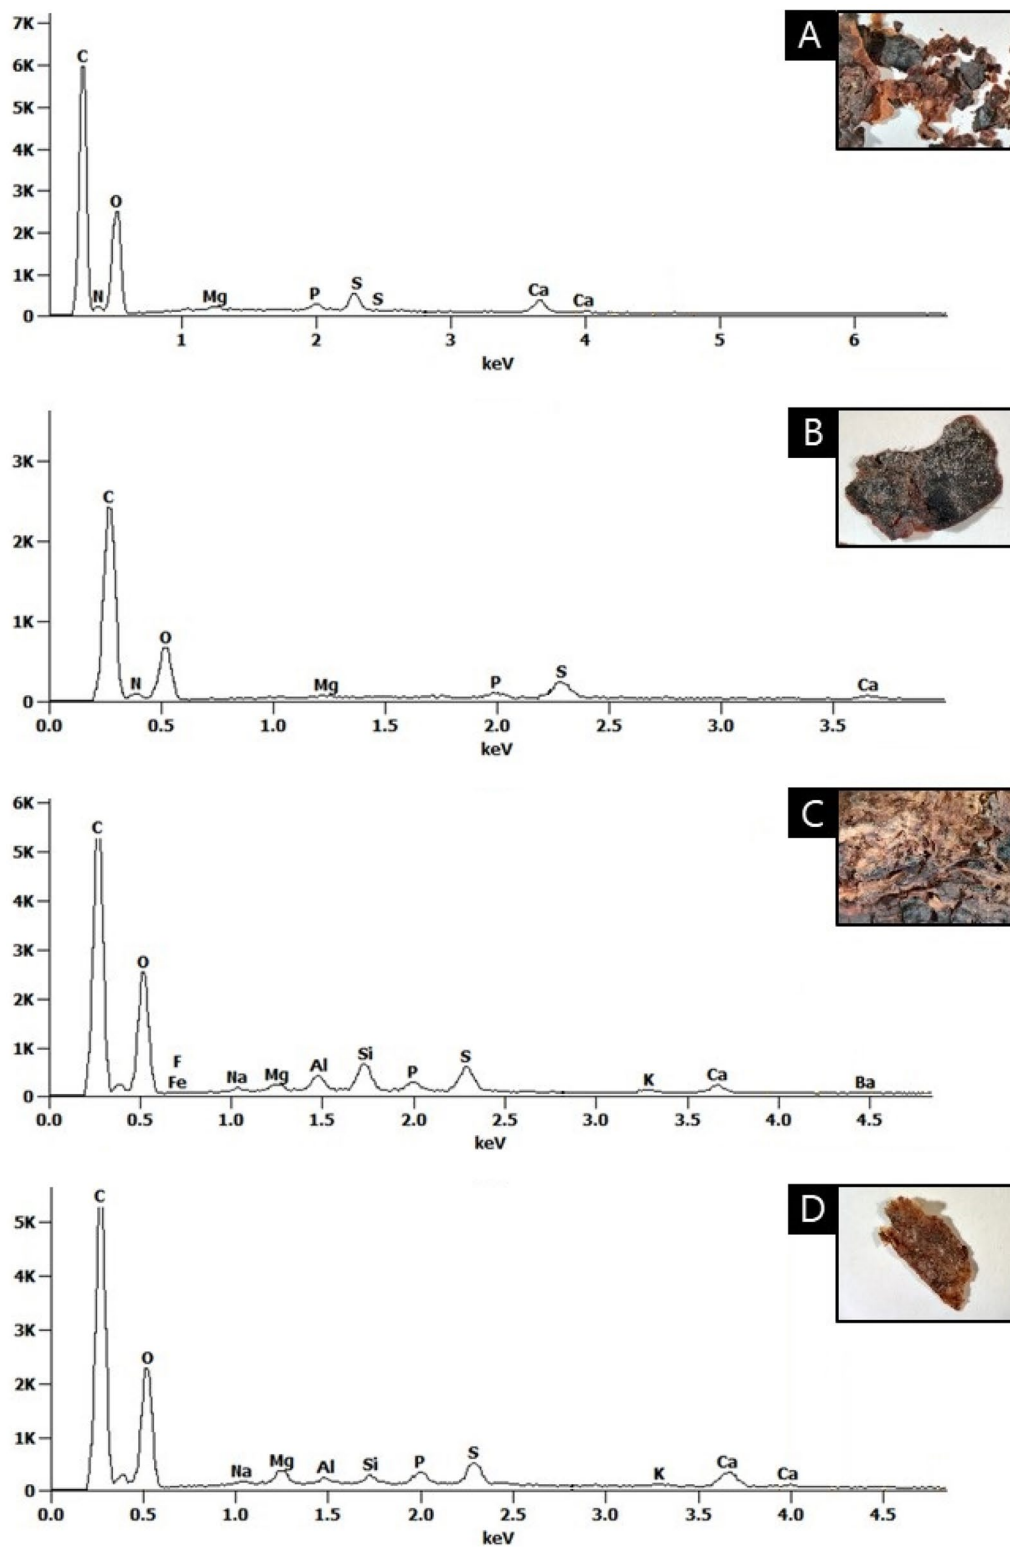 7K
6K
5K
4K
3K
2K
1K
0
C
N
O
Mg
P
S
S
Ca
Ca
1 2 3 4 5 6
keV
A
3K
2K
1K
0
C
N
O
Mg
P
S
Ca
0.0 0.5 1.0 1.5 2.0 2.5 3.0 3.5
keV
B
6K
5K
4K
3K
2K
1K
0
C
O
F
Fe
Na
Mg
Al
Si
P
S
K
Ca
Ba
0.0 0.5 1.0 1.5 2.0 2.5 3.0 3.5 4.0 4.5
keV
C
5K
4K
3K
2K
1K
0
C
O
Na
Mg
Al
Si
P
S
K
Ca
Ca
0.0 0.5 1.0 1.5 2.0 2.5 3.0 3.5 4.0 4.5
keV
D